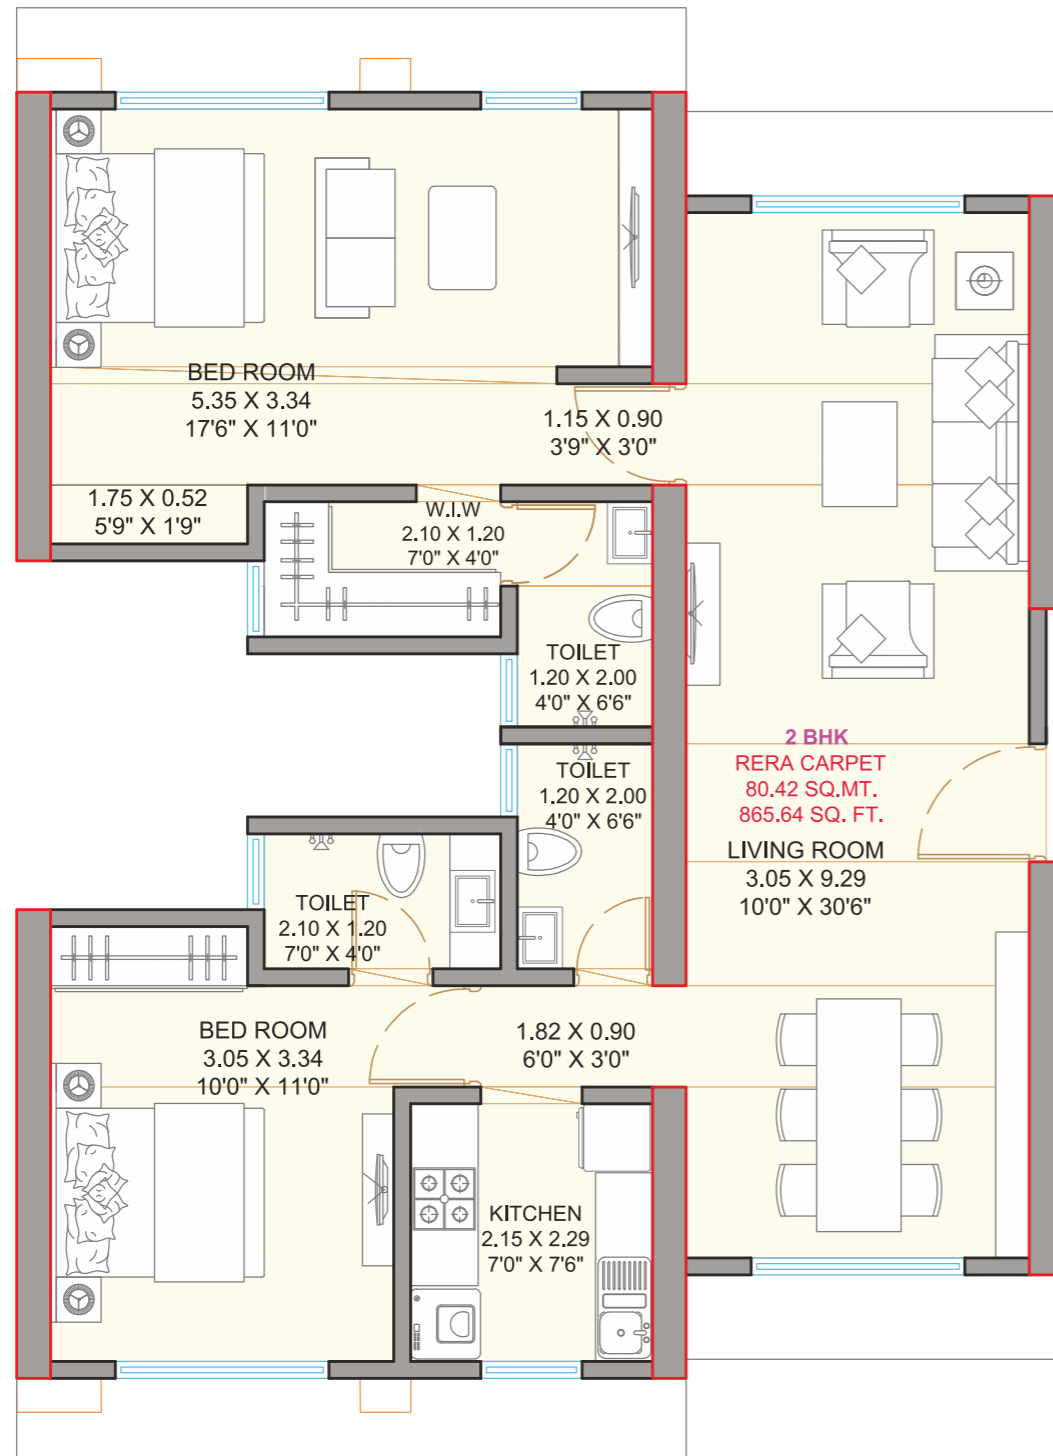 BED ROOM
5.35 X 3.34
17'6" X 11'0"
1.15 X 0.90
3'9" X 3'0"
1.75 X 0.52
5'9" X 1'9"
W.I.W
2.10 X 1.20
7'0" X 4'0"
TOILET
1.20 X 2.00
4'0" X 6'6"
2 BHK
RERA CARPET
80.42 SQ.MT.
865.64 SQ. FT.
TOILET
1.20 X 2.00
4'0" X 6'6"
LIVING ROOM
3.05 X 9.29
10'0" X 30'6"
TOILET
2.10 X 1.20
7'0" X 4'0"
BED ROOM
3.05 X 3.34
10'0" X 11'0"
1.82 X 0.90
6'0" X 3'0"
KITCHEN
2.15 X 2.29
7'0" X 7'6"